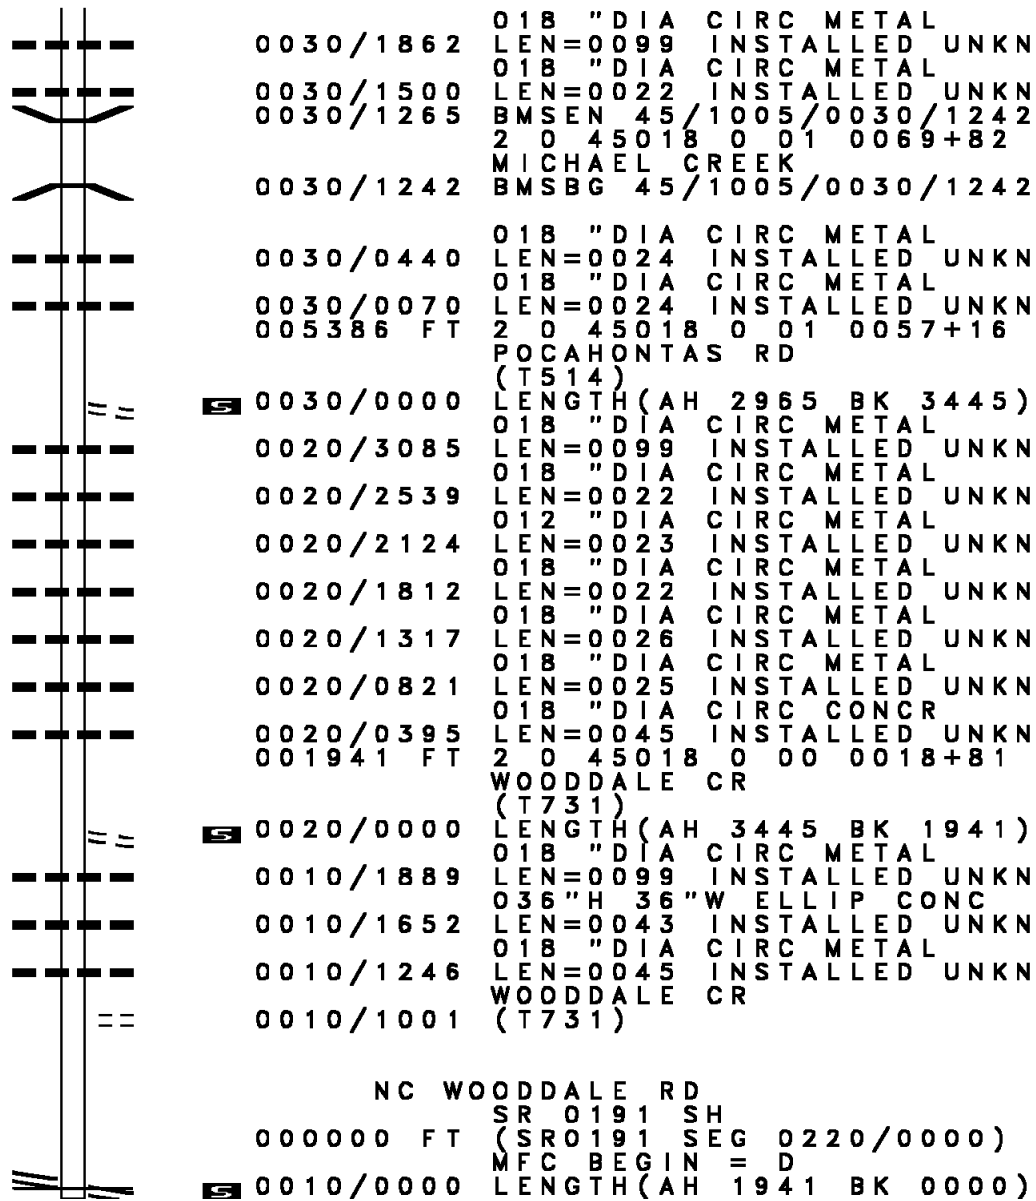 018 "DIA CIRC METAL
0030/1862 LEN=0099 INSTALLED UNKN
018 "DIA CIRC METAL
0030/1500 LEN=0022 INSTALLED UNKN
0030/1265 BMSEN 45/1005/0030/1242
2 0 45018 0 01 0069+82
MICHAEL CREEK
0030/1242 BMSBG 45/1005/0030/1242
018 "DIA CIRC METAL
0030/0440 LEN=0024 INSTALLED UNKN
018 "DIA CIRC METAL
0030/0070 LEN=0024 INSTALLED UNKN
005386 FT 2 0 45018 0 01 0057+16
POCAHONTAS RD
(T514)
S 0030/0000 LENGTH(AH 2965 BK 3445)
018 "DIA CIRC METAL
0020/3085 LEN=0099 INSTALLED UNKN
018 "DIA CIRC METAL
0020/2539 LEN=0022 INSTALLED UNKN
012 "DIA CIRC METAL
0020/2124 LEN=0023 INSTALLED UNKN
018 "DIA CIRC METAL
0020/1812 LEN=0022 INSTALLED UNKN
018 "DIA CIRC METAL
0020/1317 LEN=0026 INSTALLED UNKN
018 "DIA CIRC METAL
0020/0821 LEN=0025 INSTALLED UNKN
018 "DIA CIRC CONCR
0020/0395 LEN=0045 INSTALLED UNKN
001941 FT 2 0 45018 0 00 0018+81
WOODDALE CR
(T731)
S 0020/0000 LENGTH(AH 3445 BK 1941)
018 "DIA CIRC METAL
0010/1889 LEN=0099 INSTALLED UNKN
036"H 36"W ELLIP CONC
0010/1652 LEN=0043 INSTALLED UNKN
018 "DIA CIRC METAL
0010/1246 LEN=0045 INSTALLED UNKN
WOODDALE CR
0010/1001 (T731)
NC WOODDALE RD
SR 0191 SH
000000 FT (SR0191 SEG 0220/0000)
MFC BEGIN = D
S 0010/0000 LENGTH(AH 1941 BK 0000)